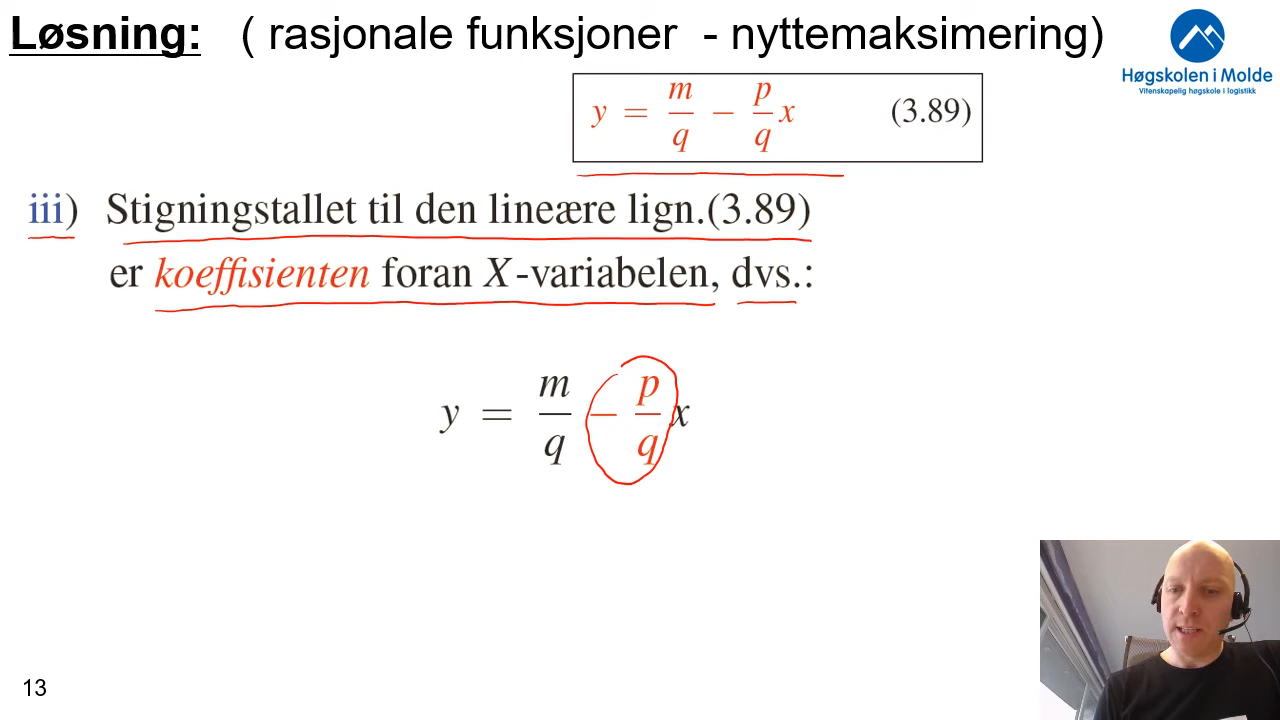 Løsning: ( rasjonale funksjoner - nyttemaksimering)
Høgskolen i Molde
Vitenskapelig høgskole i logistikk
y = m/q − p/q x (3.89)
iii) Stigningstallet til den lineære lign.(3.89)
er koeffisienten foran X-variabelen, dvs.:
y = m/q − p/q x
13